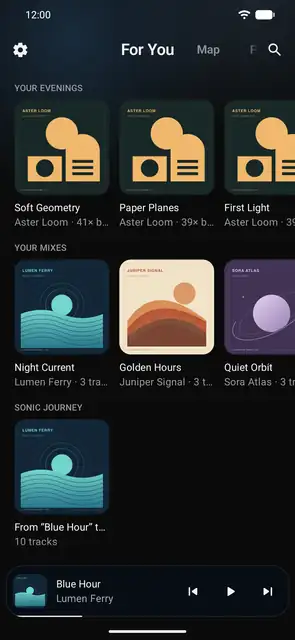 12:00
For You
Map
F
YOUR EVENINGS
ASTER LOOM
ASTER LOOM
ASTER LOOM
Soft Geometry
Paper Planes
First Light
Aster Loom · 41× b…
Aster Loom · 39× b…
Aster Loom · 39
YOUR MIXES
LUMEN FERRY
JUNIPER SIGNAL
SORA ATLAS
Night Current
Golden Hours
Quiet Orbit
Lumen Ferry · 3 tra…
Juniper Signal · 3 t…
Sora Atlas · 3 t
SONIC JOURNEY
LUMEN FERRY
From “Blue Hour” t…
10 tracks
Blue Hour
Lumen Ferry